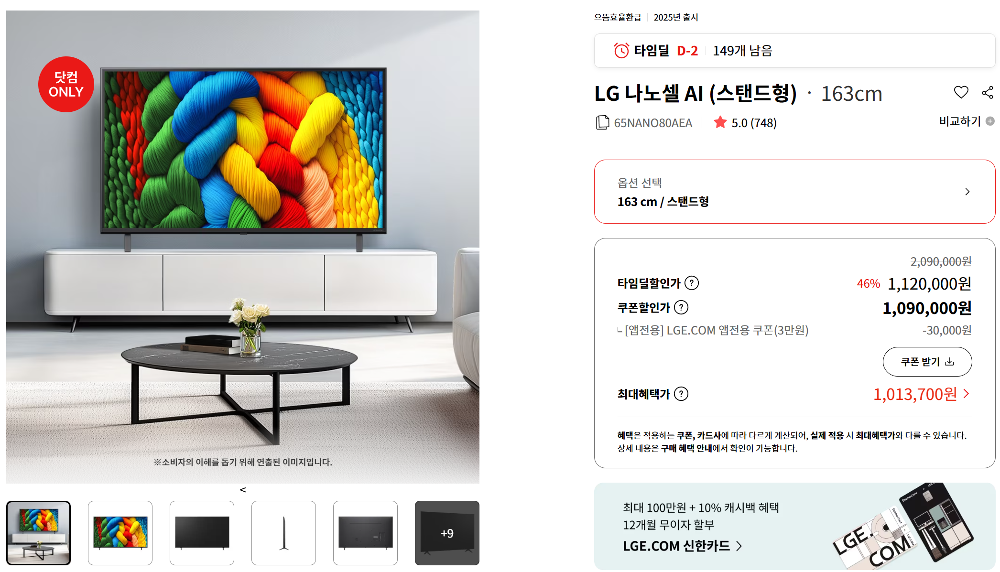 닷컴
ONLY
※소비자의 이해를 돕기 위해 연출된 이미지입니다.
<
+9
으뜸효율환급 2025년 출시
타임딜 D-2 149개 남음
LG 나노셀 AI (스탠드형) · 163cm
65NANO80AEA 5.0 (748) 비교하기
옵션 선택
163 cm / 스탠드형
2,090,000원
타임딜할인가 ? 46% 1,120,000원
쿠폰할인가 ? 1,090,000원
ㄴ [앱전용] LGE.COM 앱전용 쿠폰(3만원) -30,000원
쿠폰 받기
최대혜택가 ? 1,013,700원
혜택은 적용하는 쿠폰, 카드사에 따라 다르게 계산되어, 실제 적용 시 최대혜택가와 다를 수 있습니다.
상세 내용은 구매 혜택 안내에서 확인이 가능합니다.
최대 100만원 + 10% 캐시백 혜택
12개월 무이자 할부
LGE.COM 신한카드
LGE.
COM
ShinhanCard
ShinhanCard